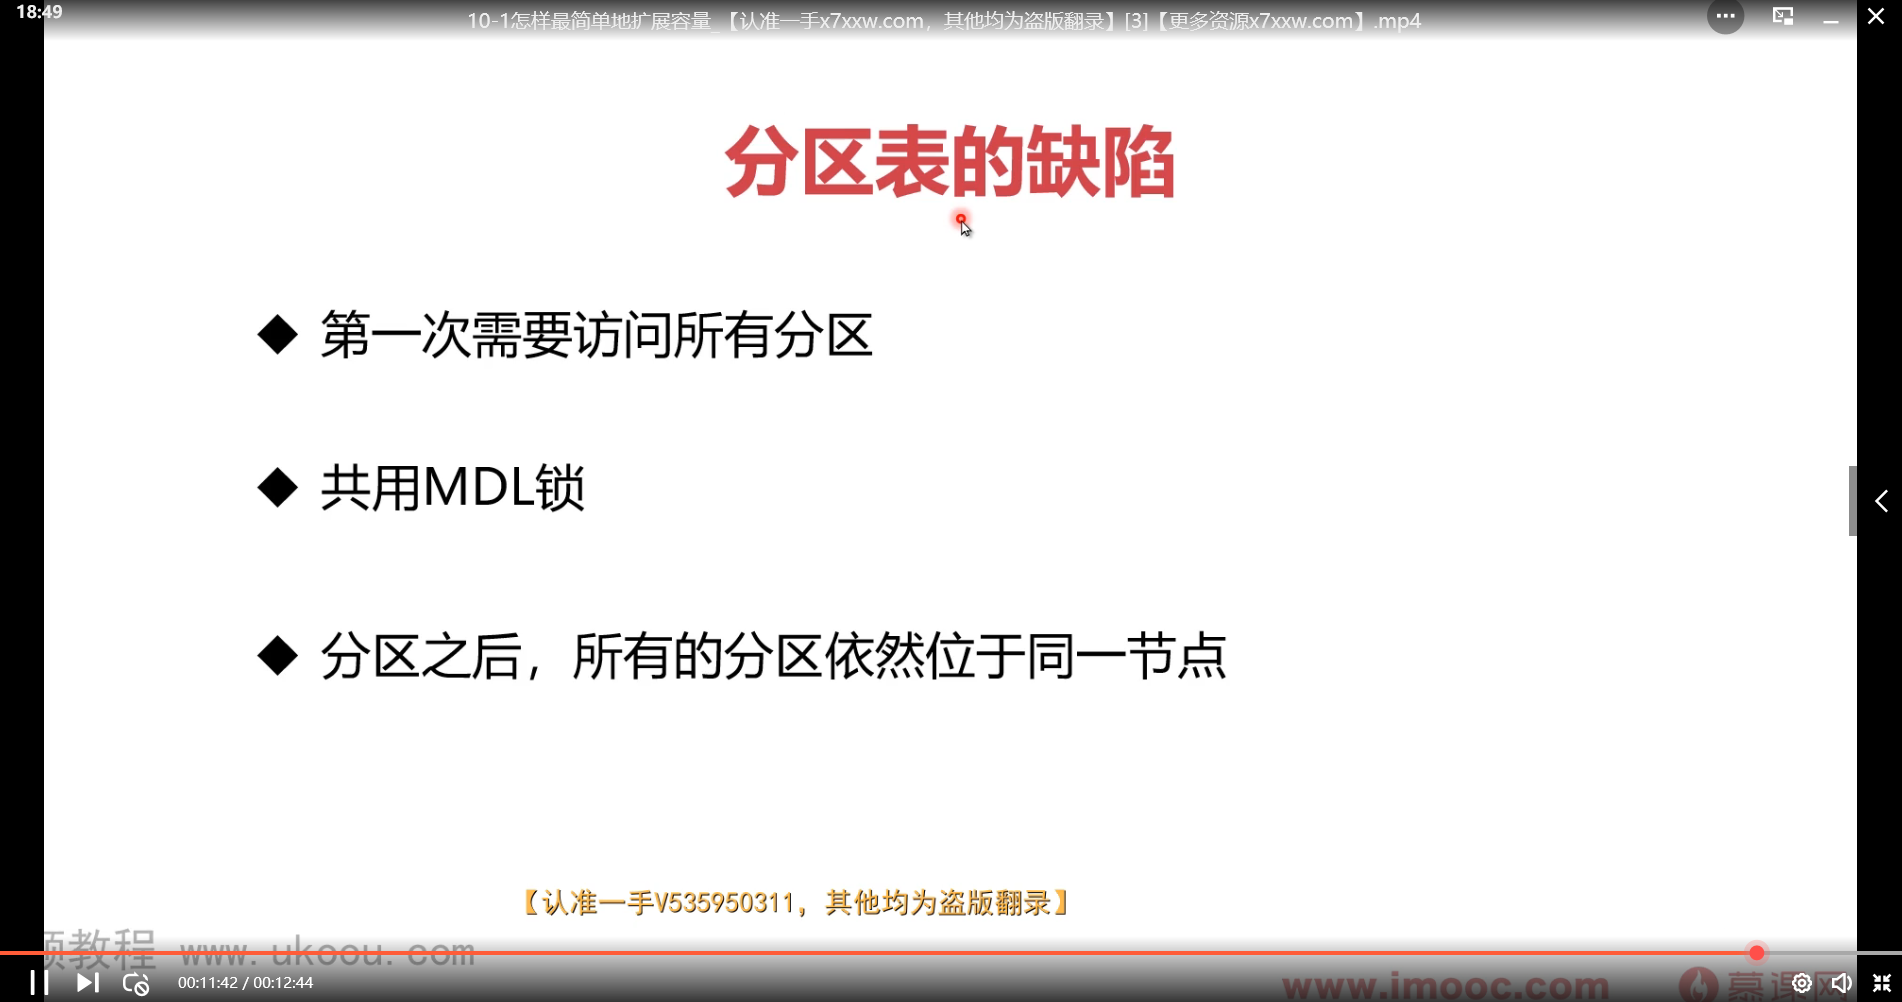 18:49
10-1怎样最简单地扩展容量_【认准一手x7xxw.com，其他均为盗版翻录】[3]【更多资源x7xxw.com】.mp4
分区表的缺陷
◆ 第一次需要访问所有分区
◆ 共用MDL锁
◆ 分区之后，所有的分区依然位于同一节点
【认准一手V535950311，其他均为盗版翻录】
频教程 www.ukoou.com
00:11:42 / 00:12:44
www.imooc.com 慕课网